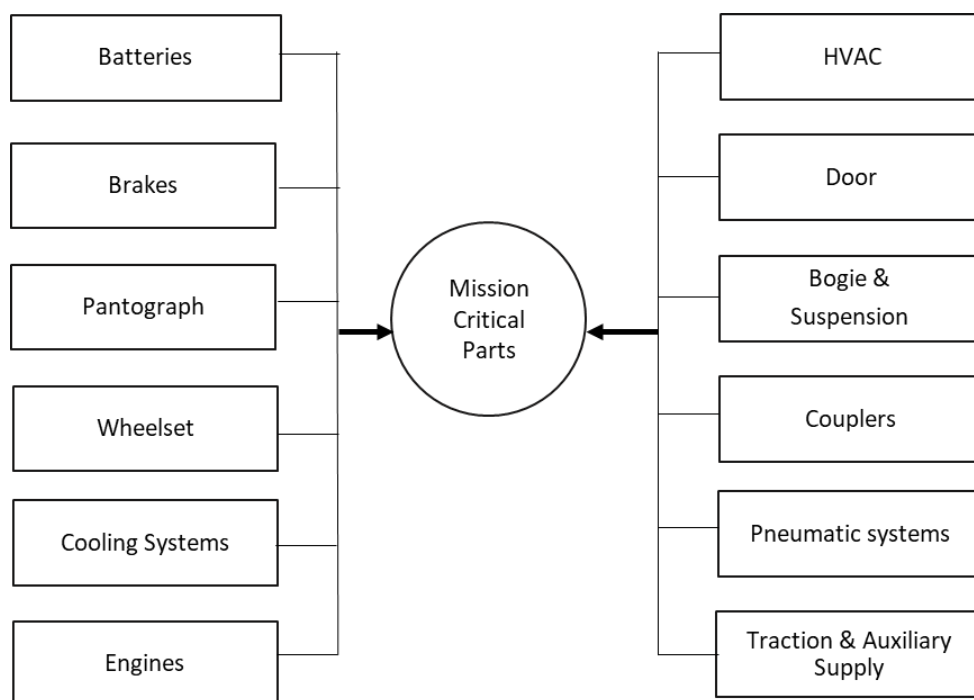 Batteries
Brakes
Pantograph
Wheelset
Cooling Systems
Engines
Mission
Critical
Parts
HVAC
Door
Bogie &
Suspension
Couplers
Pneumatic systems
Traction & Auxiliary
Supply